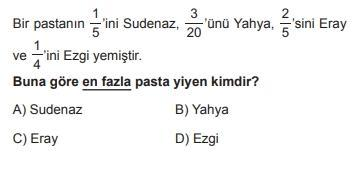 Bir pastanın 1/5'ini Sudenaz, 3/20'ünü Yahya, 2/5'sini Eray
ve 1/4'ini Ezgi yemiştir.
Buna göre en fazla pasta yiyen kimdir?
A) Sudenaz B) Yahya
C) Eray D) Ezgi